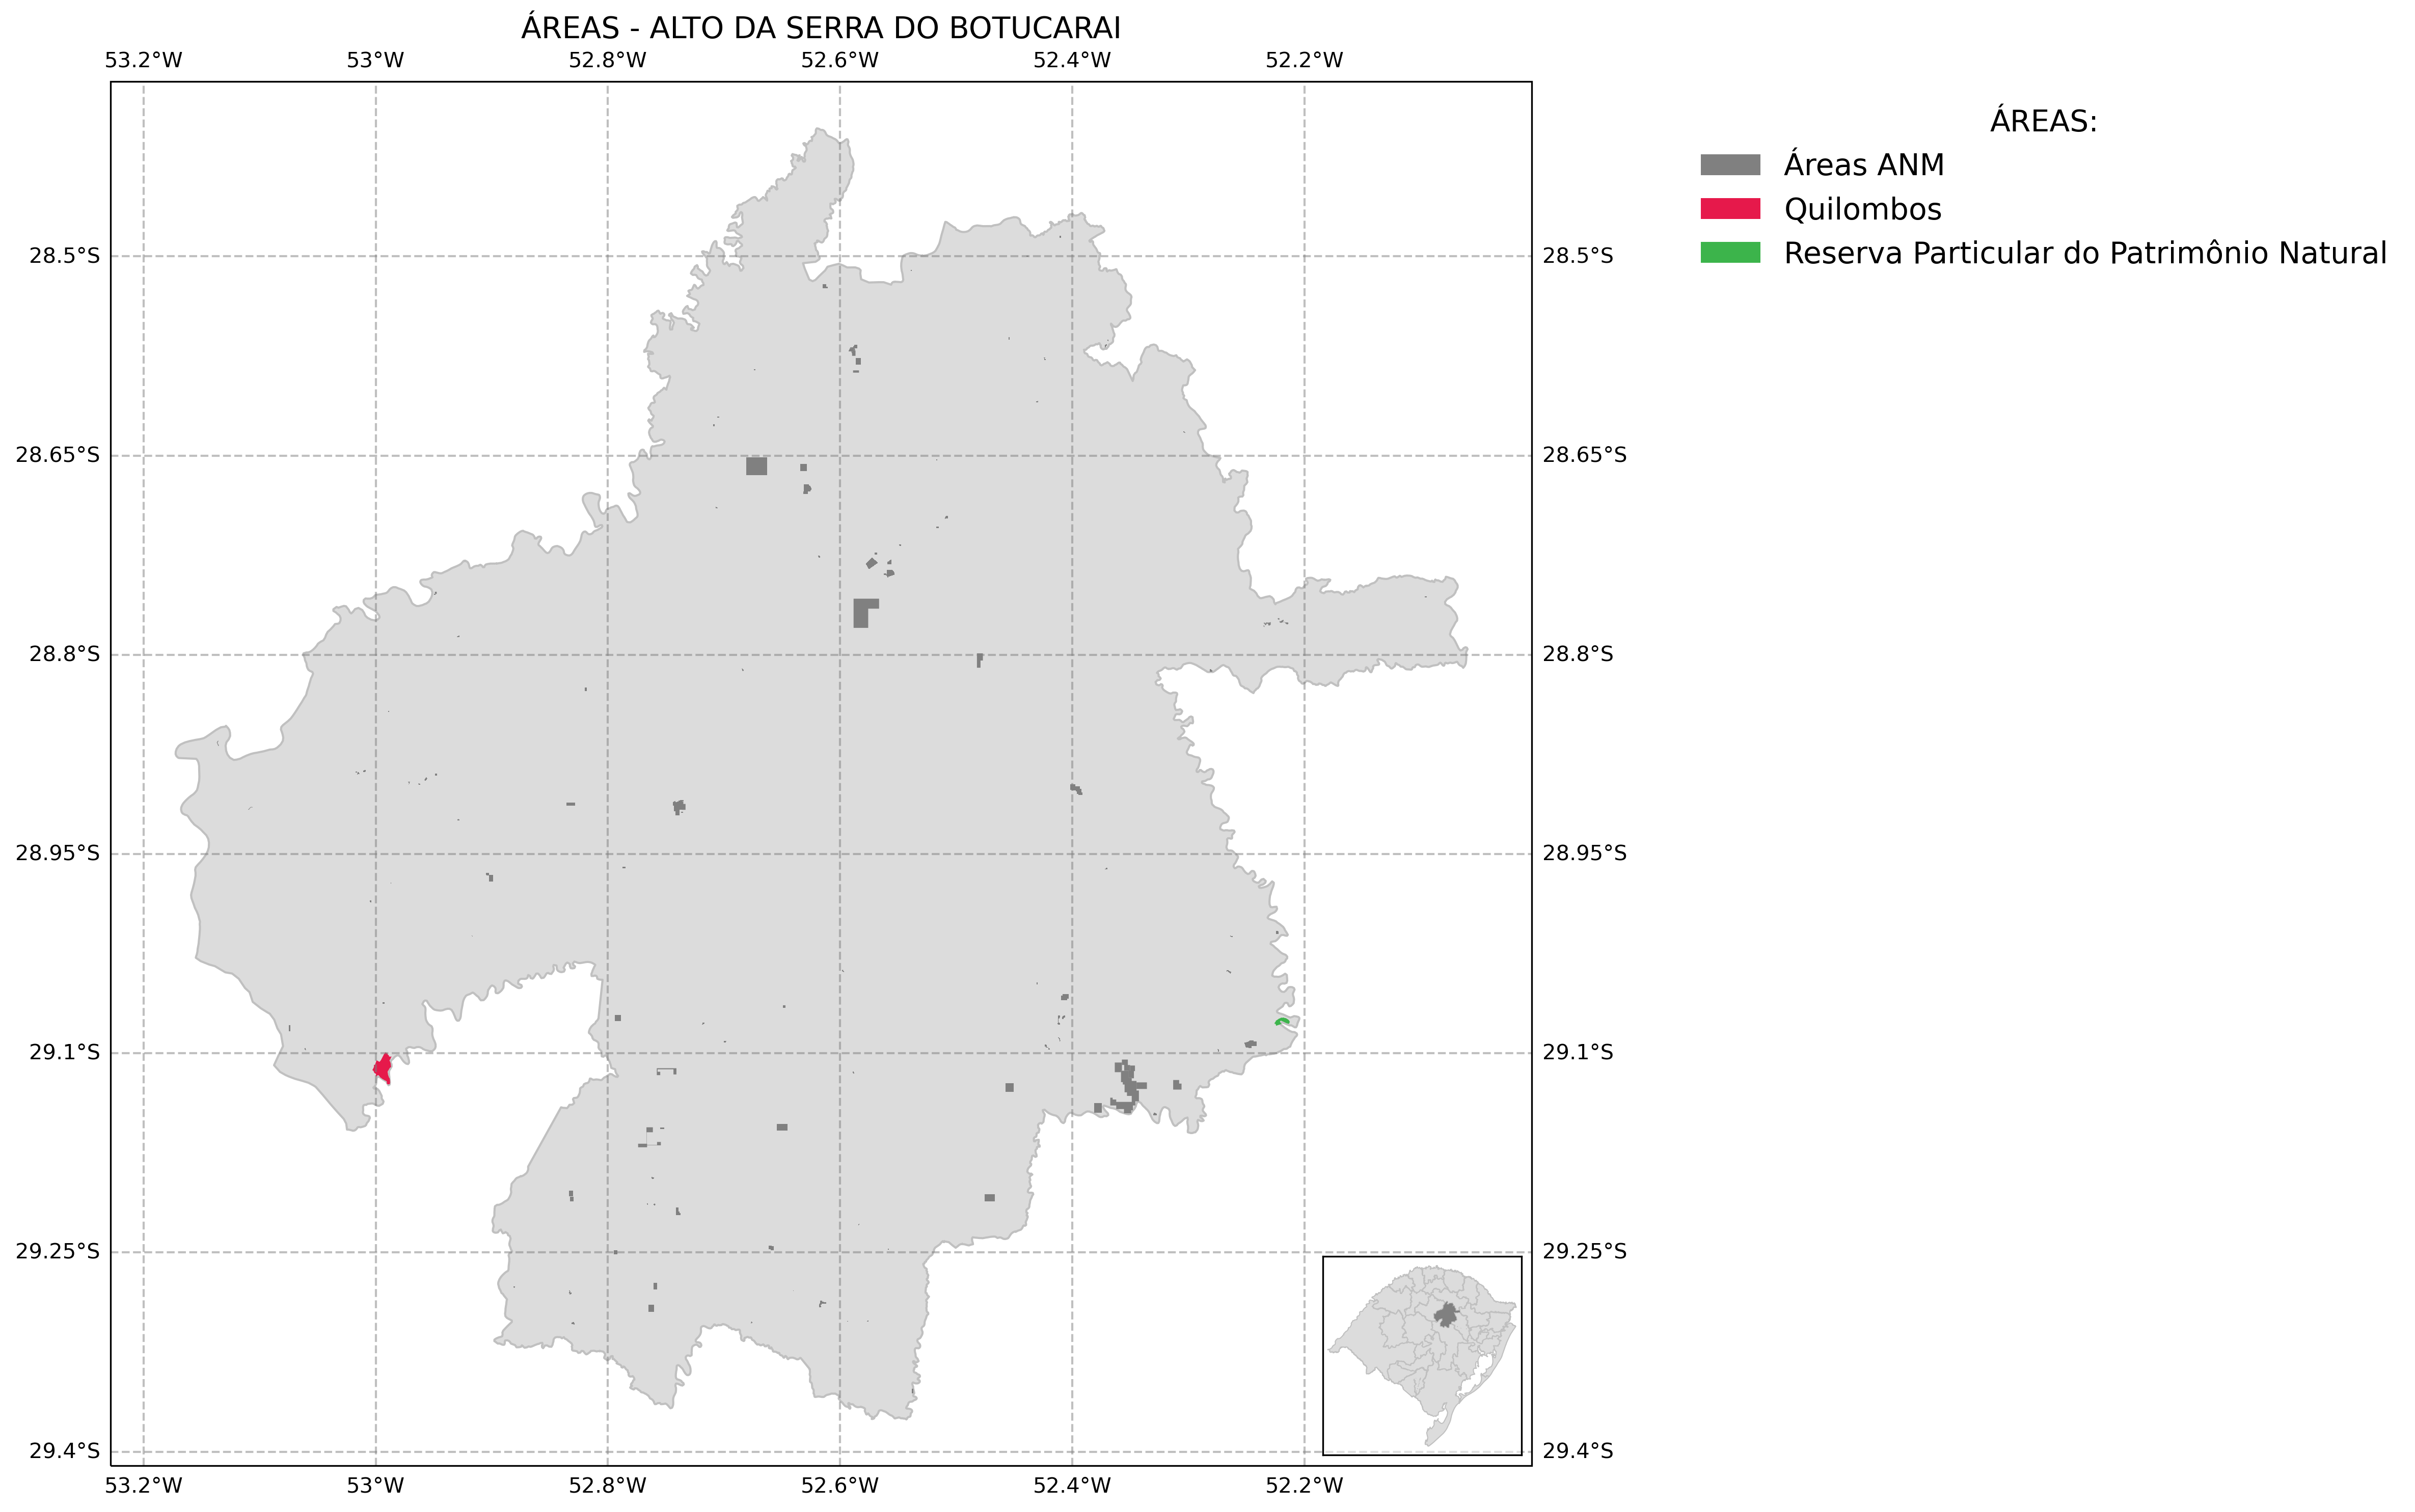 ÁREAS - ALTO DA SERRA DO BOTUCARAI
53.2°W 53°W 52.8°W 52.6°W 52.4°W 52.2°W
ÁREAS:
Áreas ANM
Quilombos
Reserva Particular do Patrimônio Natural
28.5°S 28.5°S
28.65°S 28.65°S
28.8°S 28.8°S
28.95°S 28.95°S
29.1°S 29.1°S
29.25°S 29.25°S
29.4°S 29.4°S
53.2°W 53°W 52.8°W 52.6°W 52.4°W 52.2°W